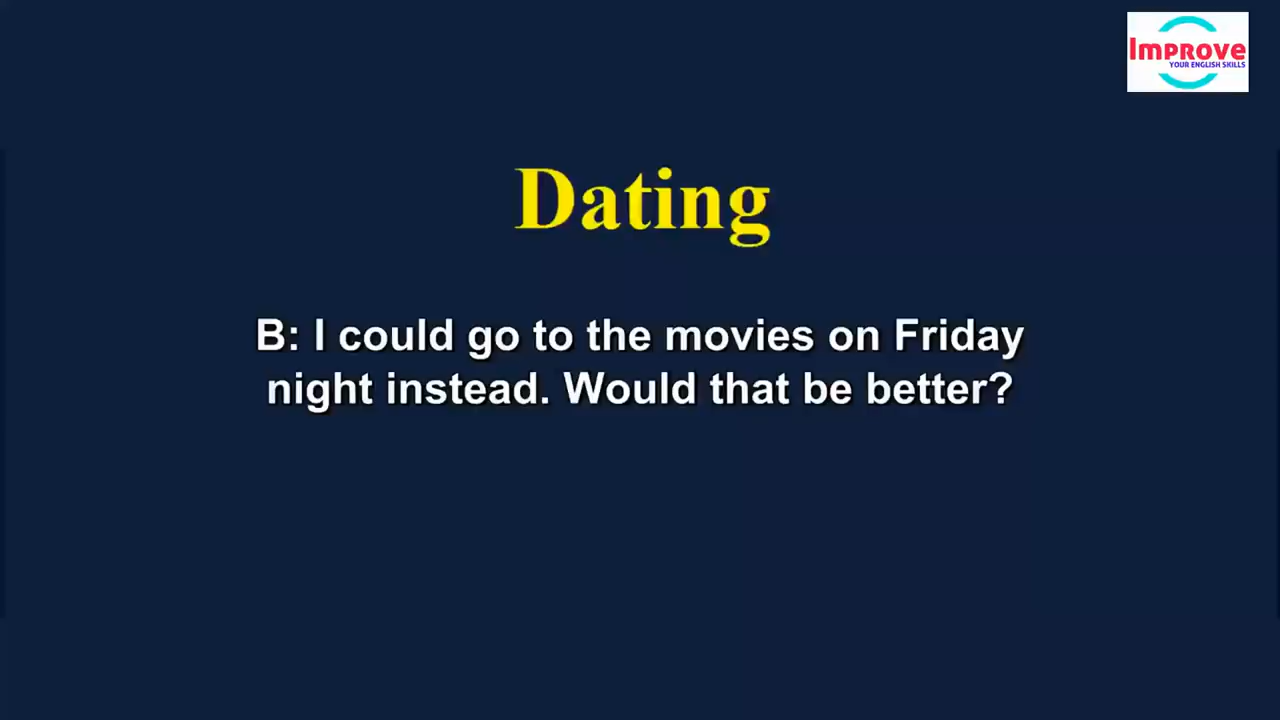 Improve
YOUR ENGLISH SKILLS
Dating
B: I could go to the movies on Friday
night instead. Would that be better?